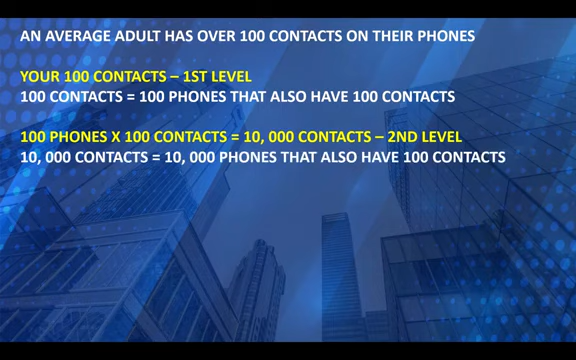 AN AVERAGE ADULT HAS OVER 100 CONTACTS ON THEIR PHONES
YOUR 100 CONTACTS – 1ST LEVEL
100 CONTACTS = 100 PHONES THAT ALSO HAVE 100 CONTACTS
100 PHONES X 100 CONTACTS = 10, 000 CONTACTS – 2ND LEVEL
10, 000 CONTACTS = 10, 000 PHONES THAT ALSO HAVE 100 CONTACTS